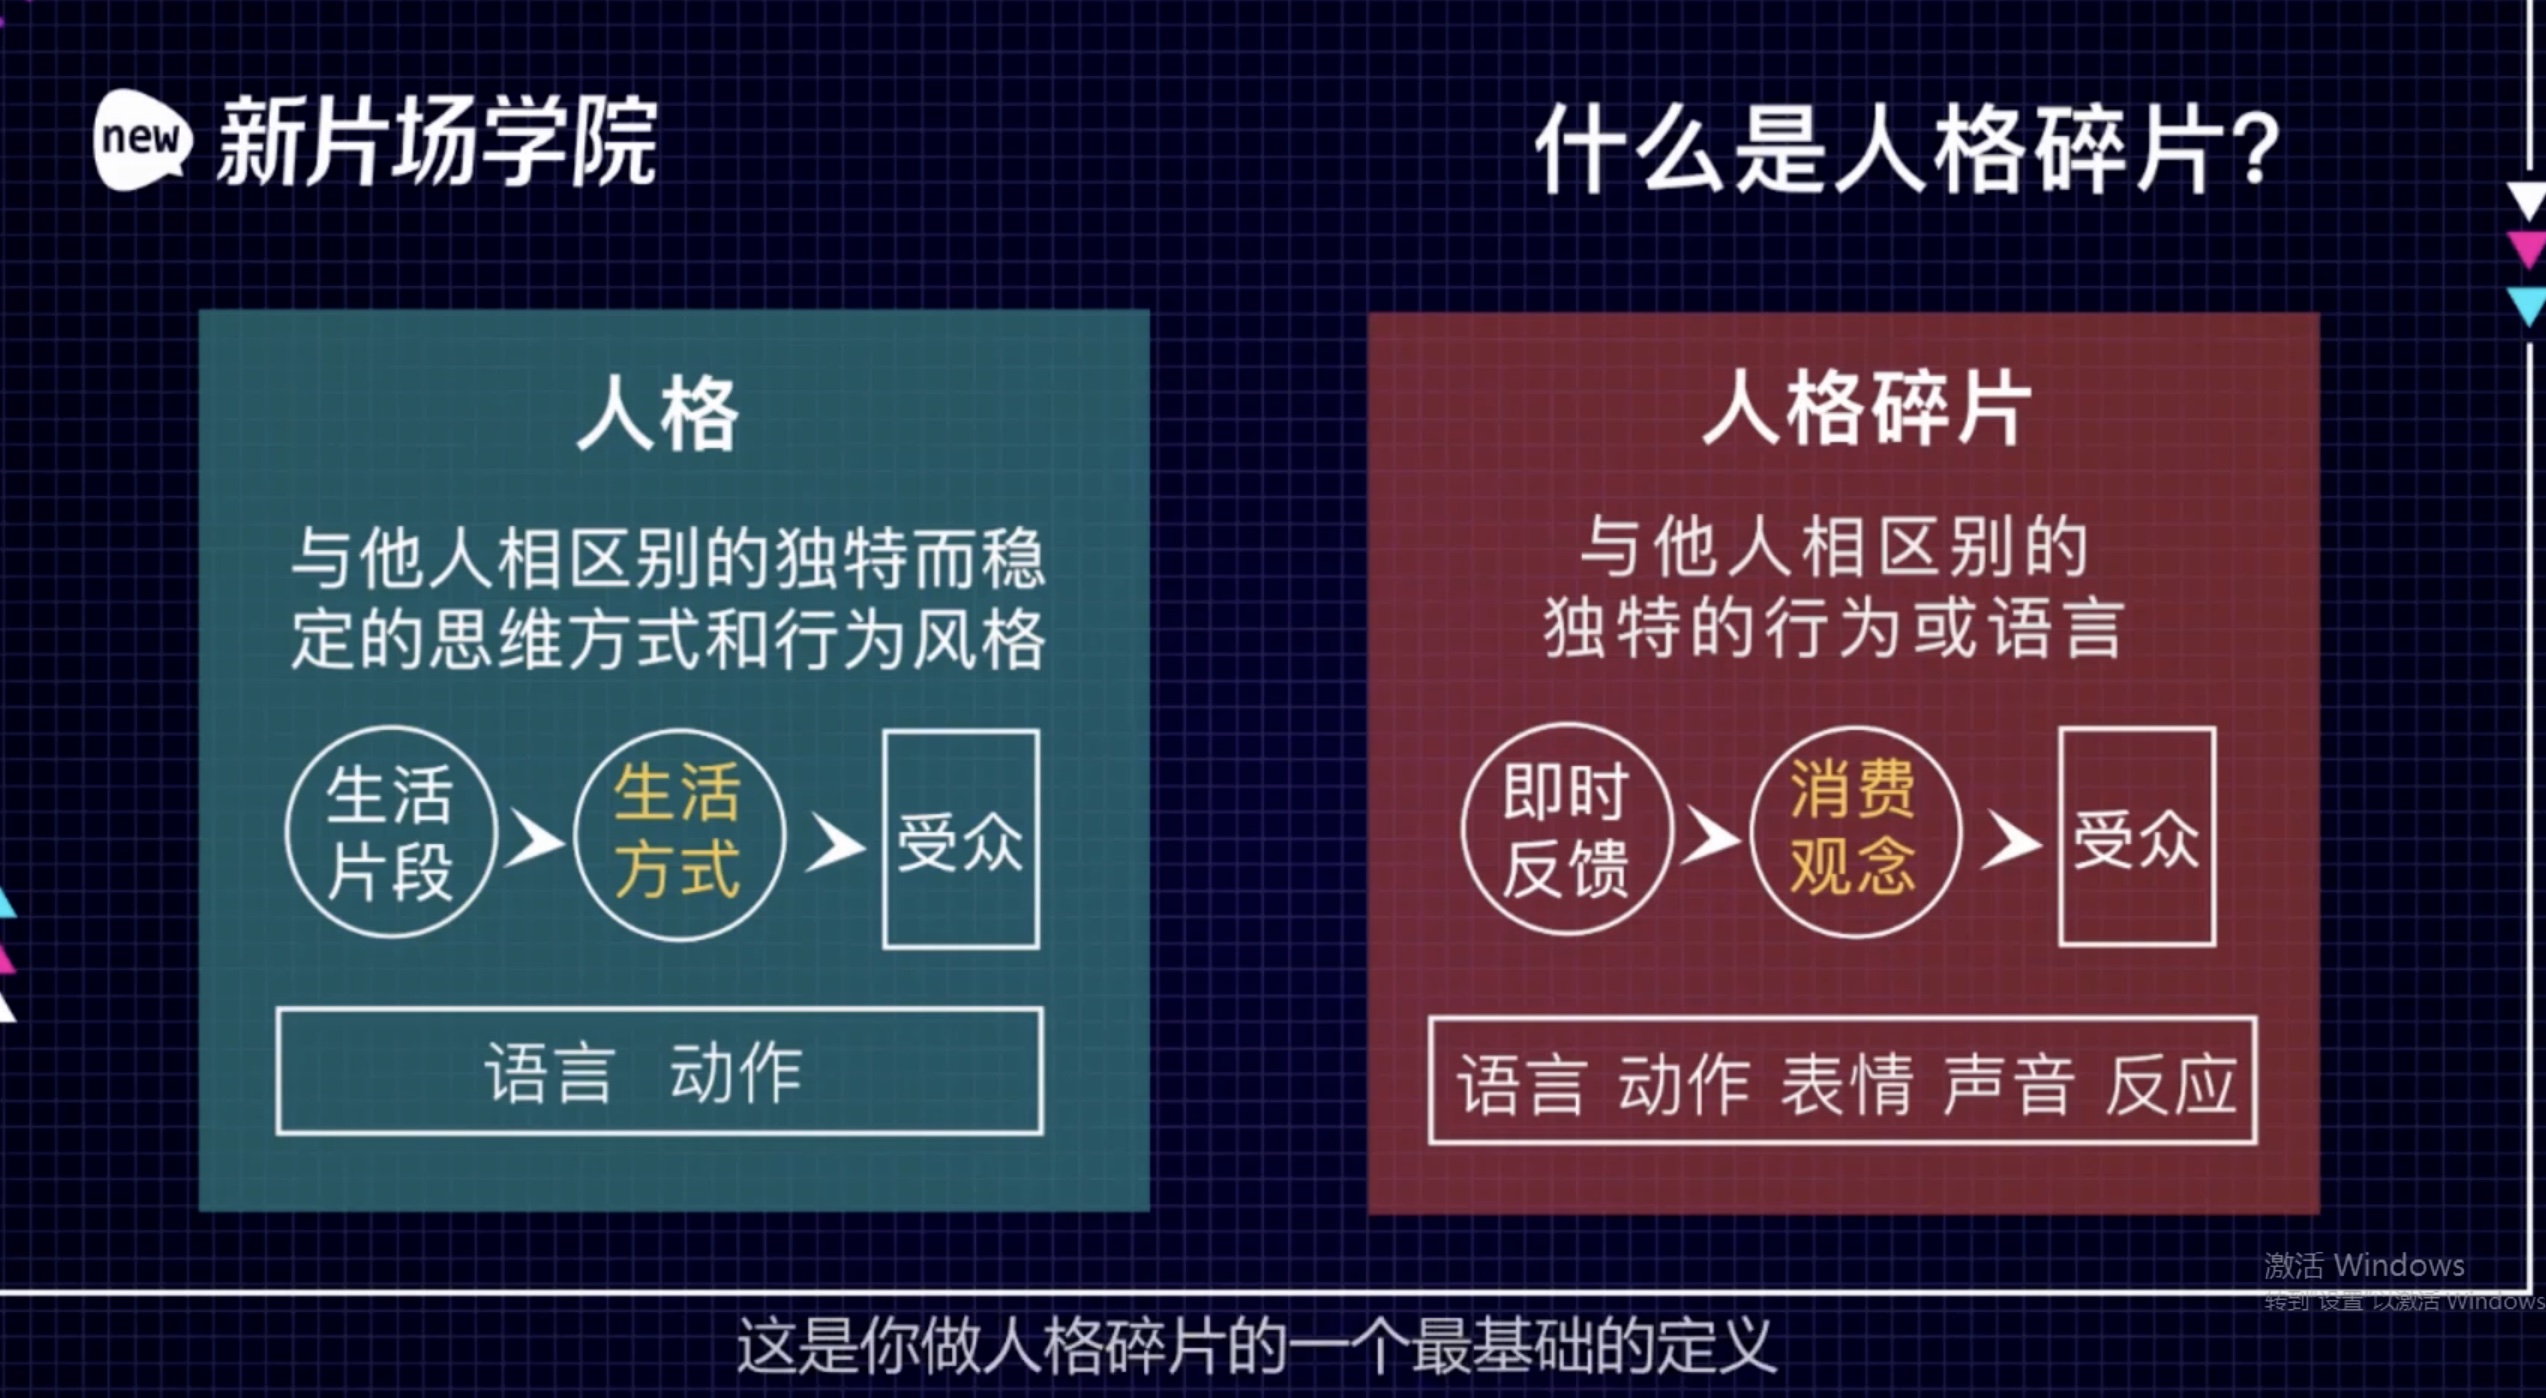 new 新片场学院
什么是人格碎片?
人格
与他人相区别的独特而稳
定的思维方式和行为风格
生活
片段
生活
方式
受众
语言 动作
人格碎片
与他人相区别的
独特的行为或语言
即时
反馈
消费
观念
受众
语言 动作 表情 声音 反应
激活 Windows
转到"设置"以激活 Windows
这是你做人格碎片的一个最基础的定义